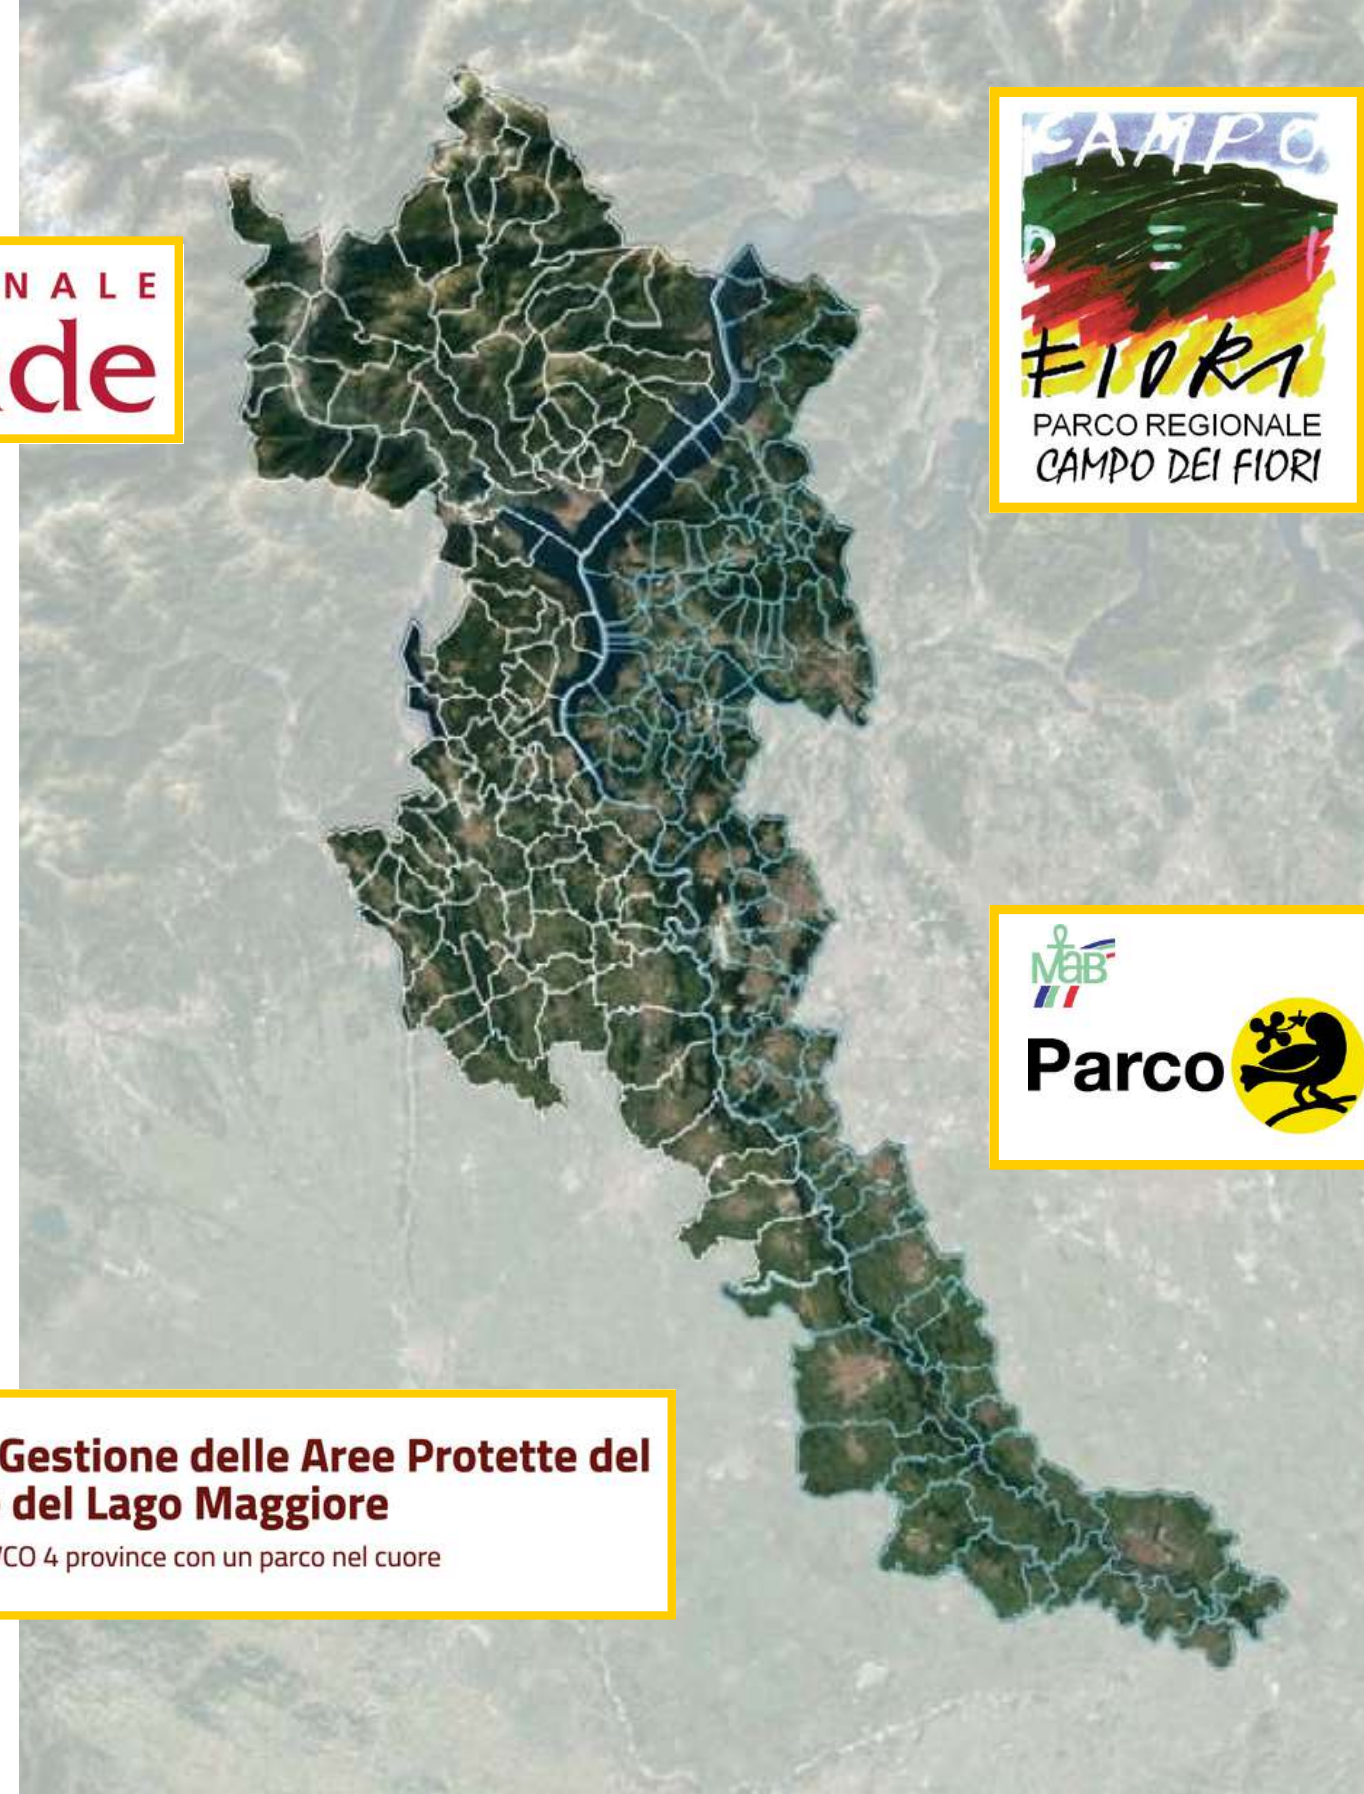 CAMPO
DEI
FIORI
PARCO REGIONALE
CAMPO DEI FIORI
NALE
de
MaB
Parco
Gestione delle Aree Protette del
del Lago Maggiore
VCO 4 province con un parco nel cuore